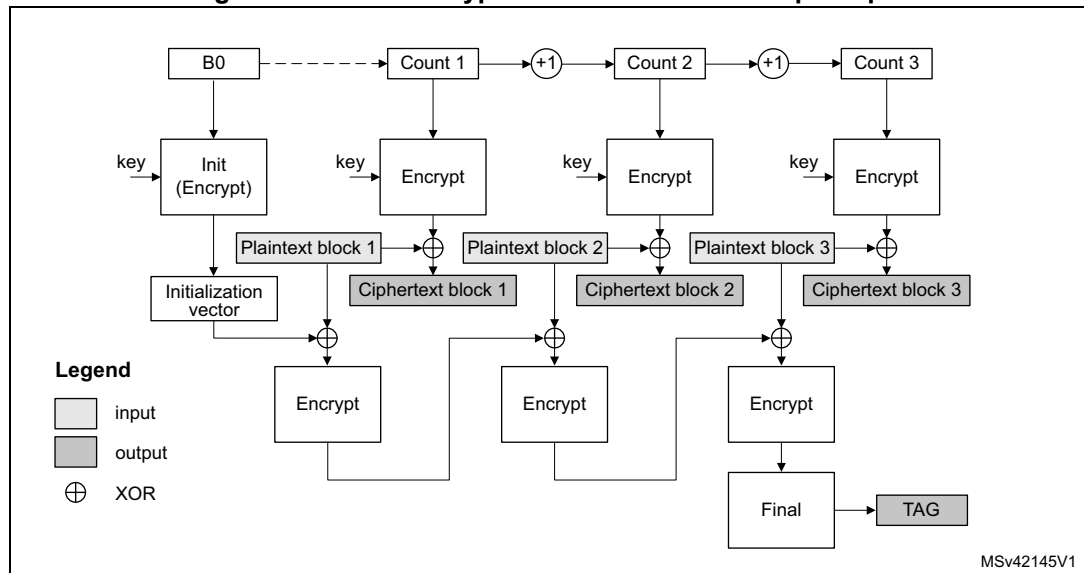 B0
Count 1
+1
Count 2
+1
Count 3
key
Init
(Encrypt)
key
Encrypt
key
Encrypt
key
Encrypt
Plaintext block 1
Plaintext block 2
Plaintext block 3
Ciphertext block 1
Ciphertext block 2
Ciphertext block 3
Initialization
vector
Legend
input
output
XOR
Encrypt
Encrypt
Encrypt
Final
TAG
MSv42145V1